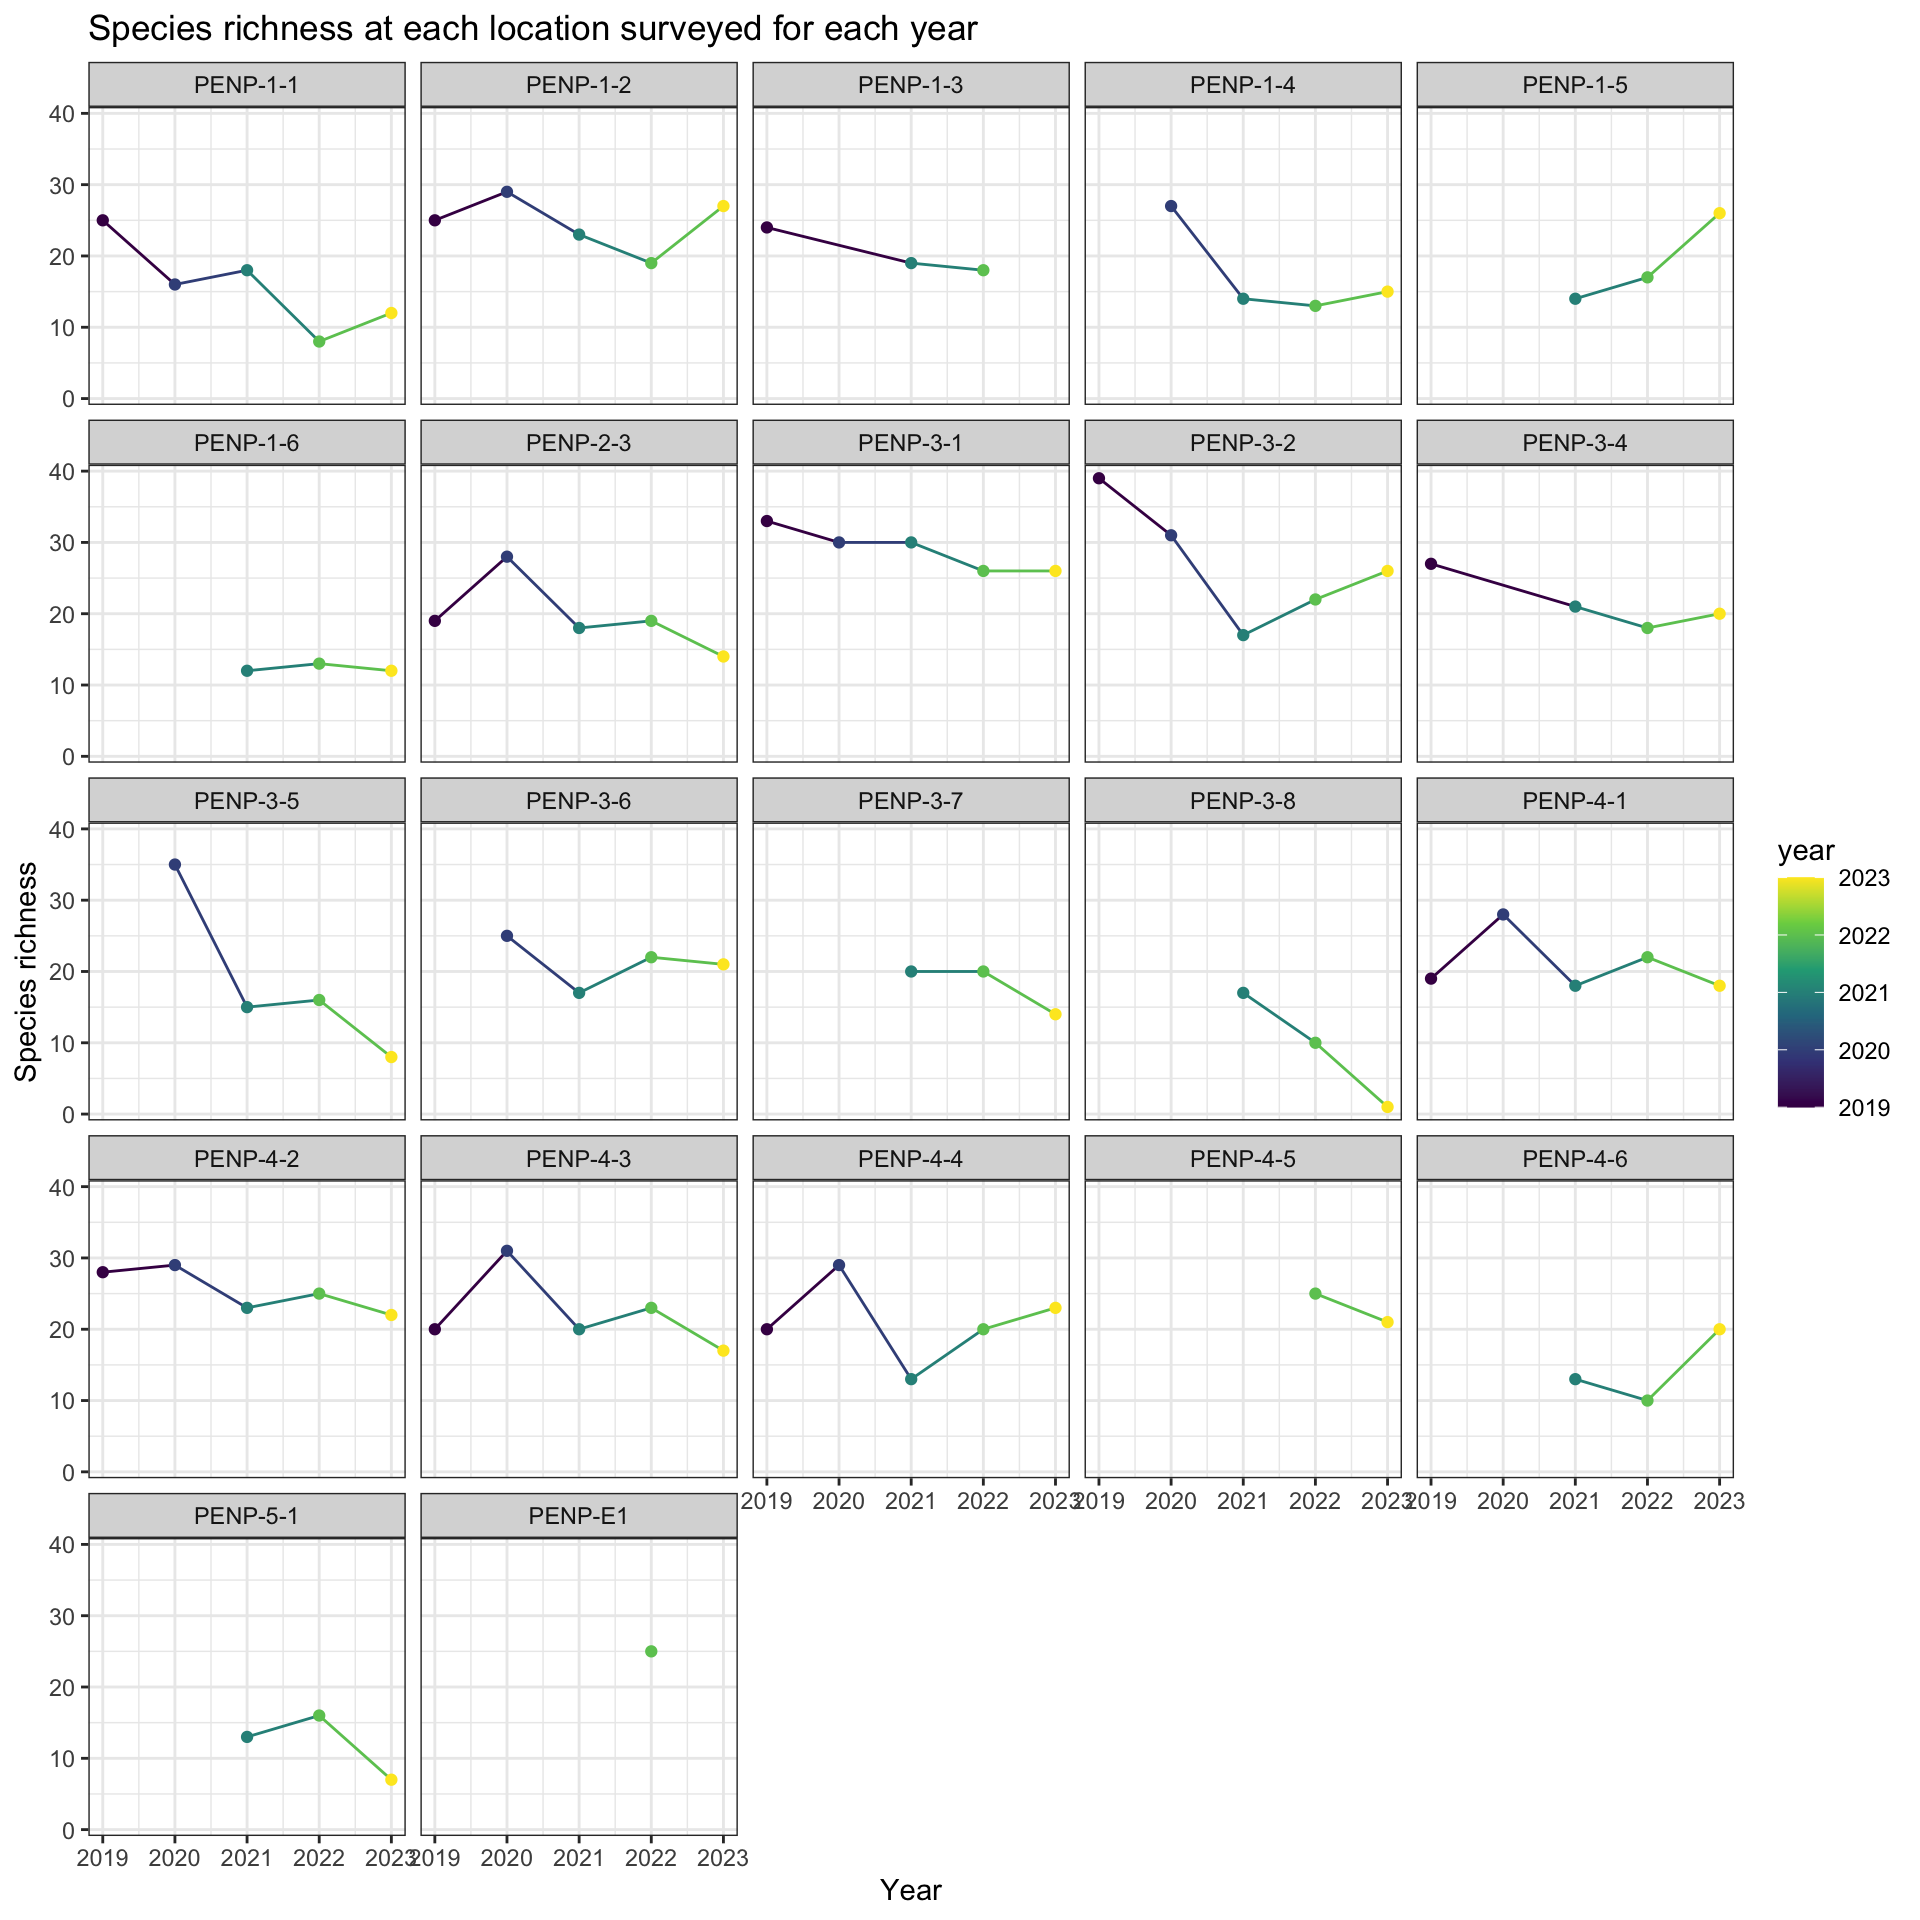 Species richness at each location surveyed for each year
PENP-1-1 PENP-1-2 PENP-1-3 PENP-1-4 PENP-1-5
40
30
20
10
0
PENP-1-6 PENP-2-3 PENP-3-1 PENP-3-2 PENP-3-4
40
30
20
10
0
PENP-3-5 PENP-3-6 PENP-3-7 PENP-3-8 PENP-4-1
40
30
20
10
0
PENP-4-2 PENP-4-3 PENP-4-4 PENP-4-5 PENP-4-6
40
30
20
10
0
2019 2020 2021 2022 2023 2019 2020 2021 2022 2023 2019 2020 2021 2022 2023
PENP-5-1 PENP-E1
40
30
20
10
0
2019 2020 2021 2022 2023 2019 2020 2021 2022 2023
Year
Species richness
year
2023
2022
2021
2020
2019